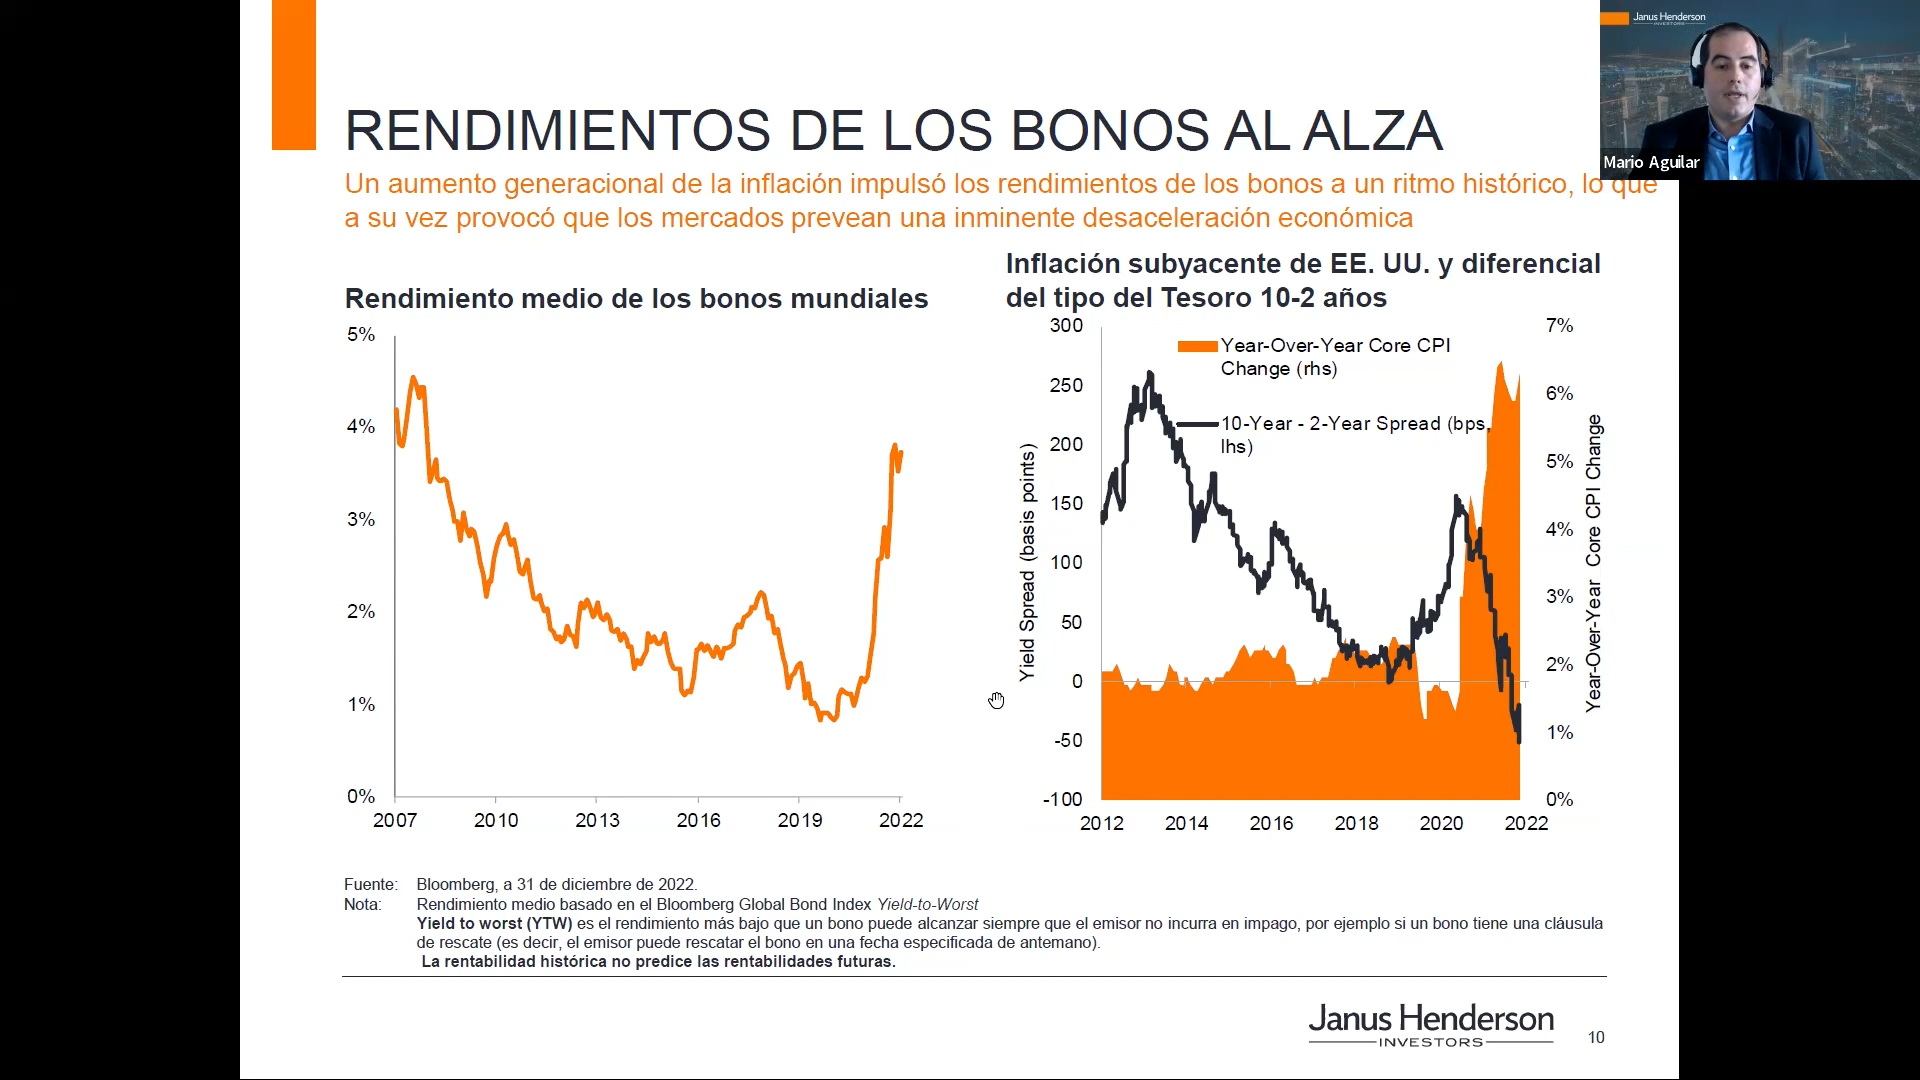 Janus Henderson
INVESTORS
Mario Aguilar
RENDIMIENTOS DE LOS BONOS AL ALZA
Un aumento generacional de la inflación impulsó los rendimientos de los bonos a un ritmo histórico, lo que
a su vez provocó que los mercados prevean una inminente desaceleración económica
Rendimiento medio de los bonos mundiales
5%
4%
3%
2%
1%
0%
2007 2010 2013 2016 2019 2022
Inflación subyacente de EE. UU. y diferencial
del tipo del Tesoro 10-2 años
Yield Spread (basis points)
300
250
200
150
100
50
0
-50
-100
Year-Over-Year Core CPI
Change (rhs)
10-Year - 2-Year Spread (bps,
lhs)
7%
6%
5%
4%
3%
2%
1%
0%
Year-Over-Year Core CPI Change
2012 2014 2016 2018 2020 2022
Fuente: Bloomberg, a 31 de diciembre de 2022.
Nota: Rendimiento medio basado en el Bloomberg Global Bond Index Yield-to-Worst
Yield to worst (YTW) es el rendimiento más bajo que un bono puede alcanzar siempre que el emisor no incurra en impago, por ejemplo si un bono tiene una cláusula
de rescate (es decir, el emisor puede rescatar el bono en una fecha especificada de antemano).
La rentabilidad histórica no predice las rentabilidades futuras.
Janus Henderson
INVESTORS
10